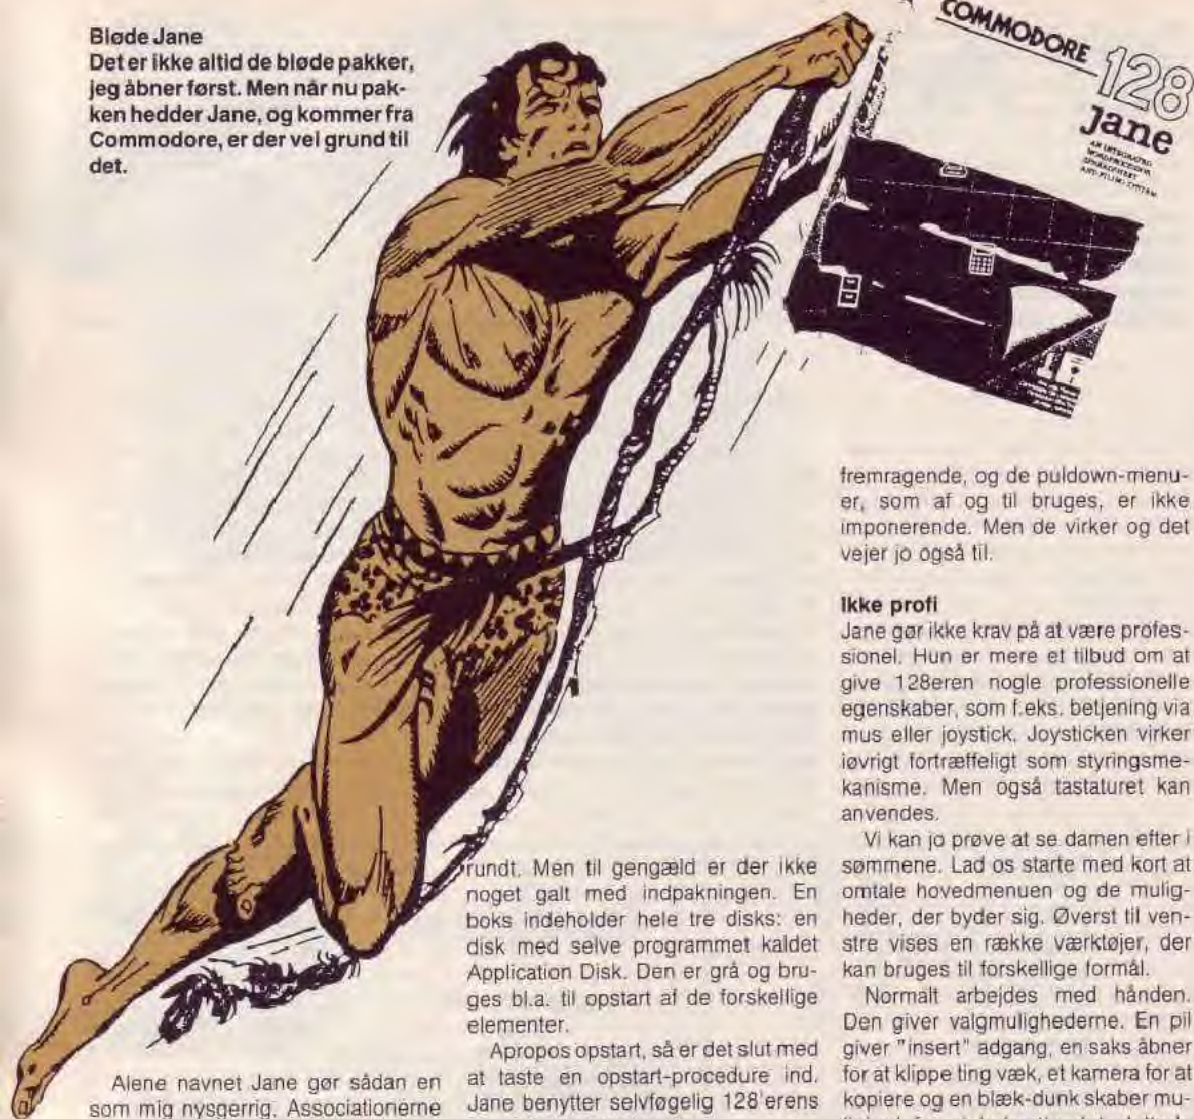 Bløde Jane
Det er ikke altid de bløde pakker,
jeg åbner først. Men når nu pak-
ken hedder Jane, og kommer fra
Commodore, er der vel grund til
det.
COMMODORE
128
Jane
AN INTEGRATED
WORDPROCESSOR
SPREADSHEET
AND FILING SYSTEM
Alene navnet Jane gør sådan en
som mig nysgerrig. Associationerne
rundt. Men til gengæld er der ikke
noget galt med indpakningen. En
boks indeholder hele tre disks: en
disk med selve programmet kaldet
Application Disk. Den er grå og bru-
ges bl.a. til opstart af de forskellige
elementer.
Apropos opstart, så er det slut med
at taste en opstart-procedure ind.
Jane benytter selvføgelig 128'erens
fremragende, og de puldown-menu-
er, som af og til bruges, er ikke
imponerende. Men de virker og det
vejer jo også til.
Ikke profi
Jane gør ikke krav på at være profes-
sionel. Hun er mere et tilbud om at
give 128eren nogle professionelle
egenskaber, som f.eks. betjening via
mus eller joystick. Joysticken virker
iøvrigt fortræffeligt som styringsme-
kanisme. Men også tastaturet kan
anvendes.
Vi kan jo prøve at se damen efter i
sømmene. Lad os starte med kort at
omtale hovedmenuen og de mulig-
heder, der byder sig. Øverst til ven-
stre vises en række værktøjer, der
kan bruges til forskellige formål.
Normalt arbejdes med hånden.
Den giver valgmulighederne. En pil
giver "insert" adgang, en saks åbner
for at klippe ting væk, et kamera for at
kopiere og en blæk-dunk skaber mu-